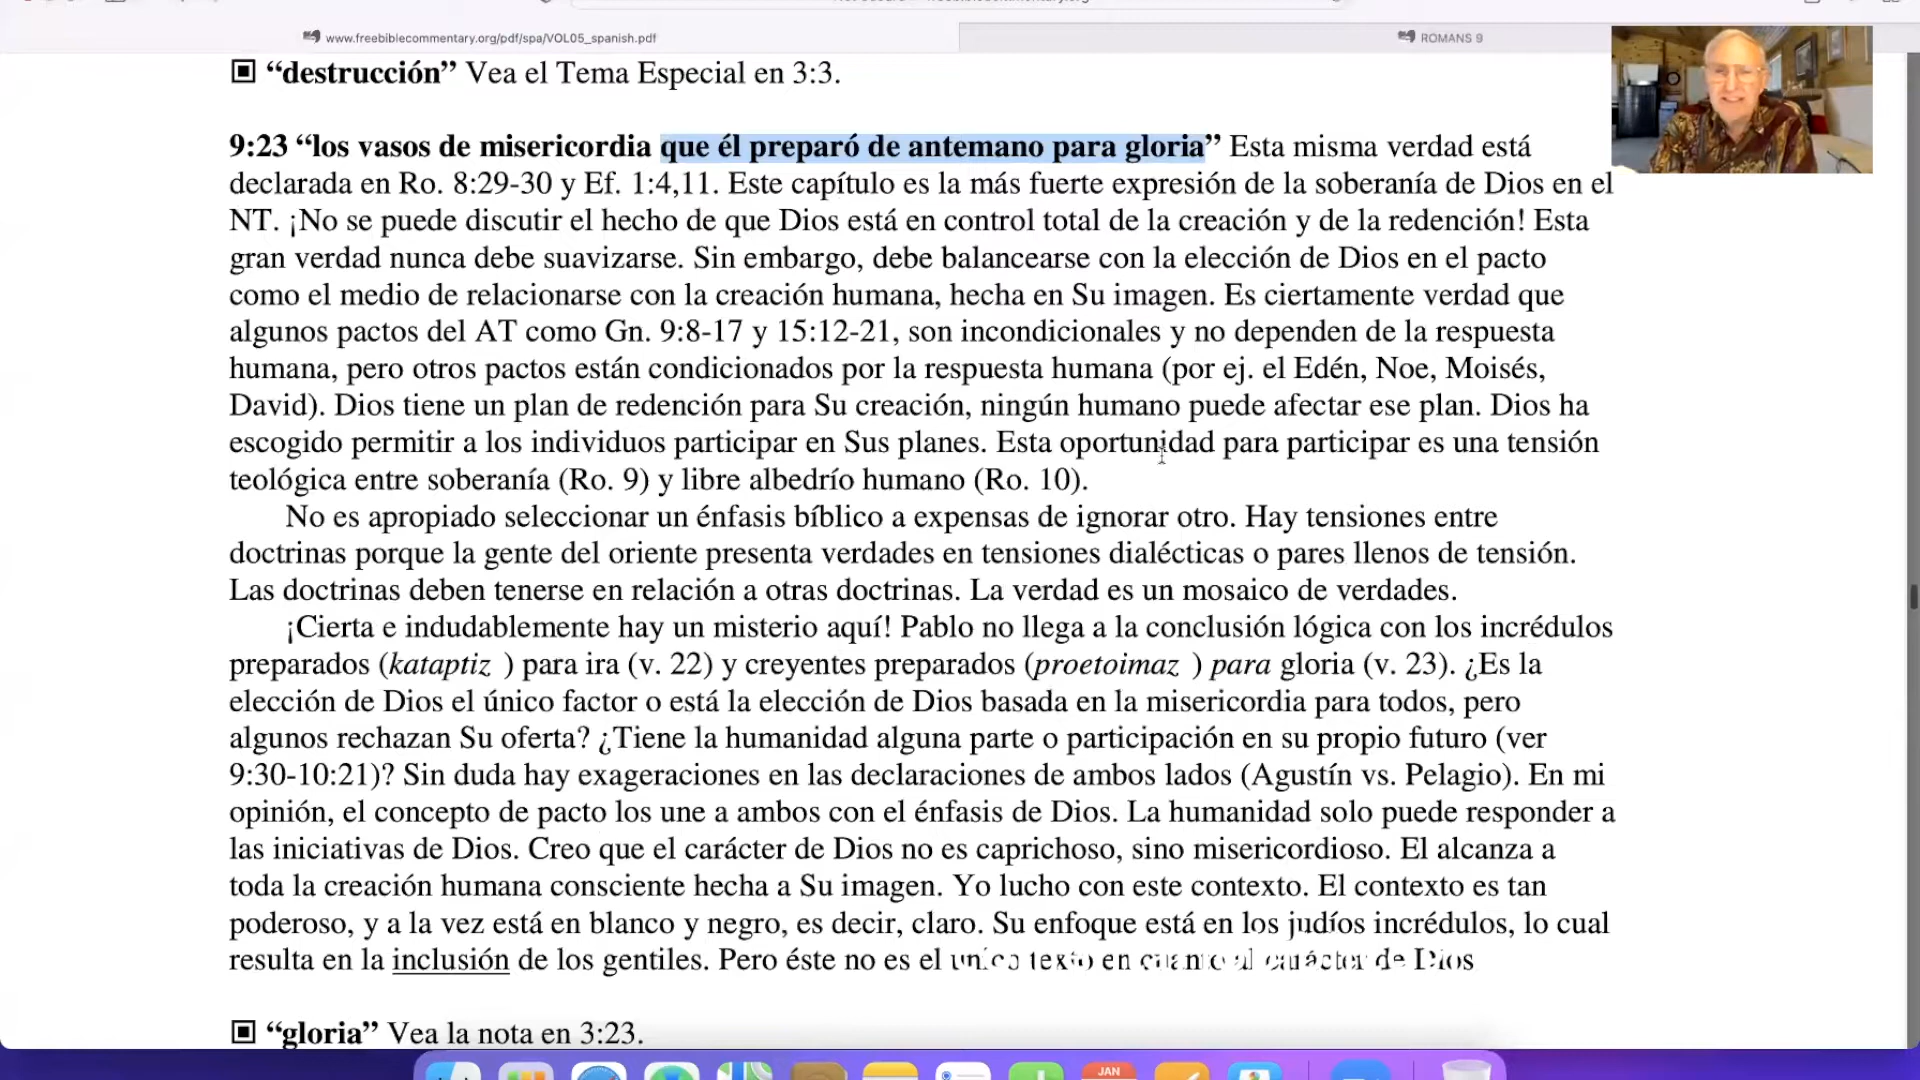 www.freebiblecommentary.org/pdf/spa/VOL05_spanish.pdf
ROMANS 9
“destrucción” Vea el Tema Especial en 3:3.
9:23 “los vasos de misericordia que él preparó de antemano para gloria” Esta misma verdad está
declarada en Ro. 8:29-30 y Ef. 1:4,11. Este capítulo es la más fuerte expresión de la soberanía de Dios en el
NT. ¡No se puede discutir el hecho de que Dios está en control total de la creación y de la redención! Esta
gran verdad nunca debe suavizarse. Sin embargo, debe balancearse con la elección de Dios en el pacto
como el medio de relacionarse con la creación humana, hecha en Su imagen. Es ciertamente verdad que
algunos pactos del AT como Gn. 9:8-17 y 15:12-21, son incondicionales y no dependen de la respuesta
humana, pero otros pactos están condicionados por la respuesta humana (por ej. el Edén, Noe, Moisés,
David). Dios tiene un plan de redención para Su creación, ningún humano puede afectar ese plan. Dios ha
escogido permitir a los individuos participar en Sus planes. Esta oportunidad para participar es una tensión
teológica entre soberanía (Ro. 9) y libre albedrío humano (Ro. 10).
No es apropiado seleccionar un énfasis bíblico a expensas de ignorar otro. Hay tensiones entre
doctrinas porque la gente del oriente presenta verdades en tensiones dialécticas o pares llenos de tensión.
Las doctrinas deben tenerse en relación a otras doctrinas. La verdad es un mosaico de verdades.
¡Cierta e indudablemente hay un misterio aquí! Pablo no llega a la conclusión lógica con los incrédulos
preparados (kataptiz ) para ira (v. 22) y creyentes preparados (proetoimaz ) para gloria (v. 23). ¿Es la
elección de Dios el único factor o está la elección de Dios basada en la misericordia para todos, pero
algunos rechazan Su oferta? ¿Tiene la humanidad alguna parte o participación en su propio futuro (ver
9:30-10:21)? Sin duda hay exageraciones en las declaraciones de ambos lados (Agustín vs. Pelagio). En mi
opinión, el concepto de pacto los une a ambos con el énfasis de Dios. La humanidad solo puede responder a
las iniciativas de Dios. Creo que el carácter de Dios no es caprichoso, sino misericordioso. El alcanza a
toda la creación humana consciente hecha a Su imagen. Yo lucho con este contexto. El contexto es tan
poderoso, y a la vez está en blanco y negro, es decir, claro. Su enfoque está en los judíos incrédulos, lo cual
resulta en la inclusión de los gentiles. Pero éste no es el único texto en cuanto al carácter de Dios
“gloria” Vea la nota en 3:23.
JAN